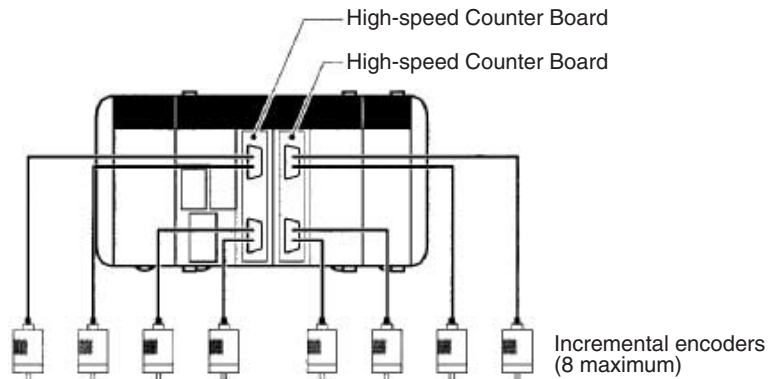 High-speed Counter Board
High-speed Counter Board
Incremental encoders
(8 maximum)